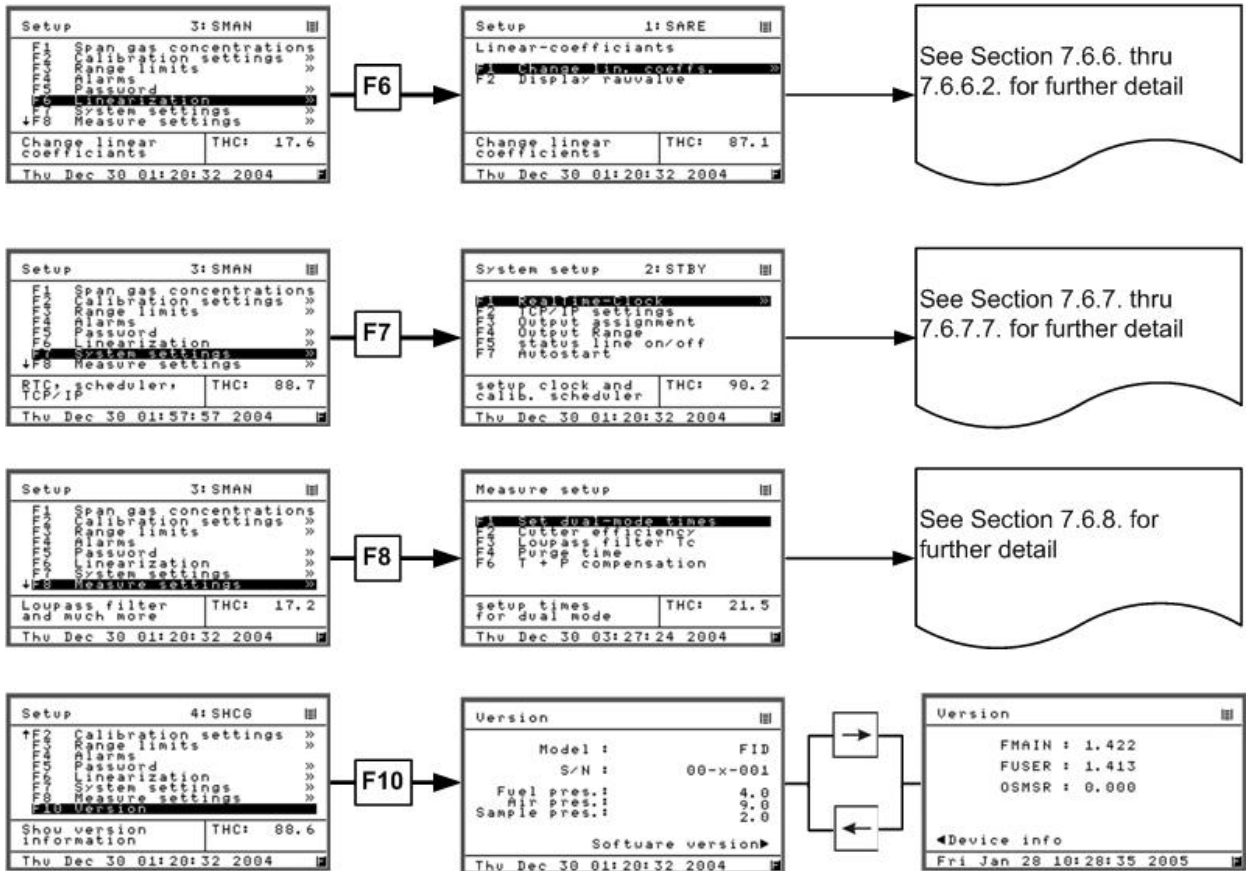 Setup 3:SMAN
F1 Span gas concentrations
F2 Calibration settings »
F3 Range limits »
F4 Alarms
F5 Password »
F6 Linearization »
F7 System settings »
↓F8 Measure settings »
Change linear coefficiants THC: 17.6
Thu Dec 30 01:20:32 2004
F6
Setup 1:SARE
Linear-coefficiants
F1 Change lin. coeffs. »
F2 Display rauvalue
Change linear coefficients THC: 87.1
Thu Dec 30 01:20:32 2004
See Section 7.6.6. thru
7.6.6.2. for further detail
Setup 3:SMAN
F1 Span gas concentrations
F2 Calibration settings »
F3 Range limits »
F4 Alarms
F5 Password »
F6 Linearization »
F7 System settings »
↓F8 Measure settings »
RTC, scheduler, TCP/IP THC: 88.7
Thu Dec 30 01:57:57 2004
F7
System setup 2:STBY
F1 RealTime-Clock »
F2 TCP/IP settings
F3 Output assignment
F4 Output Range
F5 status line on/off
F7 Autostart
setup clock and calib. scheduler THC: 90.2
Thu Dec 30 01:20:32 2004
See Section 7.6.7. thru
7.6.7.7. for further detail
Setup 3:SMAN
F1 Span gas concentrations
F2 Calibration settings »
F3 Range limits »
F4 Alarms
F5 Password »
F6 Linearization »
F7 System settings »
↓F8 Measure settings »
Lowpass filter and much more THC: 17.2
Thu Dec 30 01:20:32 2004
F8
Measure setup
F1 Set dual-mode times
F2 Cutter efficiency
F3 Lowpass filter Tc
F4 Purge time
F6 T + P compensation
setup times for dual mode THC: 21.5
Thu Dec 30 03:27:24 2004
See Section 7.6.8. for
further detail
Setup 4:SHCG
↑F2 Calibration settings »
F3 Range limits »
F4 Alarms
F5 Password »
F6 Linearization »
F7 System settings »
F8 Measure settings »
F10 Version
Show version information THC: 88.6
Thu Dec 30 01:20:32 2004
F10
Version
Model : FID
S/N : 00-x-001
Fuel pres.: 4.0
Air pres.: 9.0
Sample pres.: 2.0
Software version►
Thu Dec 30 01:20:32 2004
→
←
Version
FMAIN : 1.422
FUSER : 1.413
OSMSR : 0.000
◄Device info
Fri Jan 28 10:28:35 2005